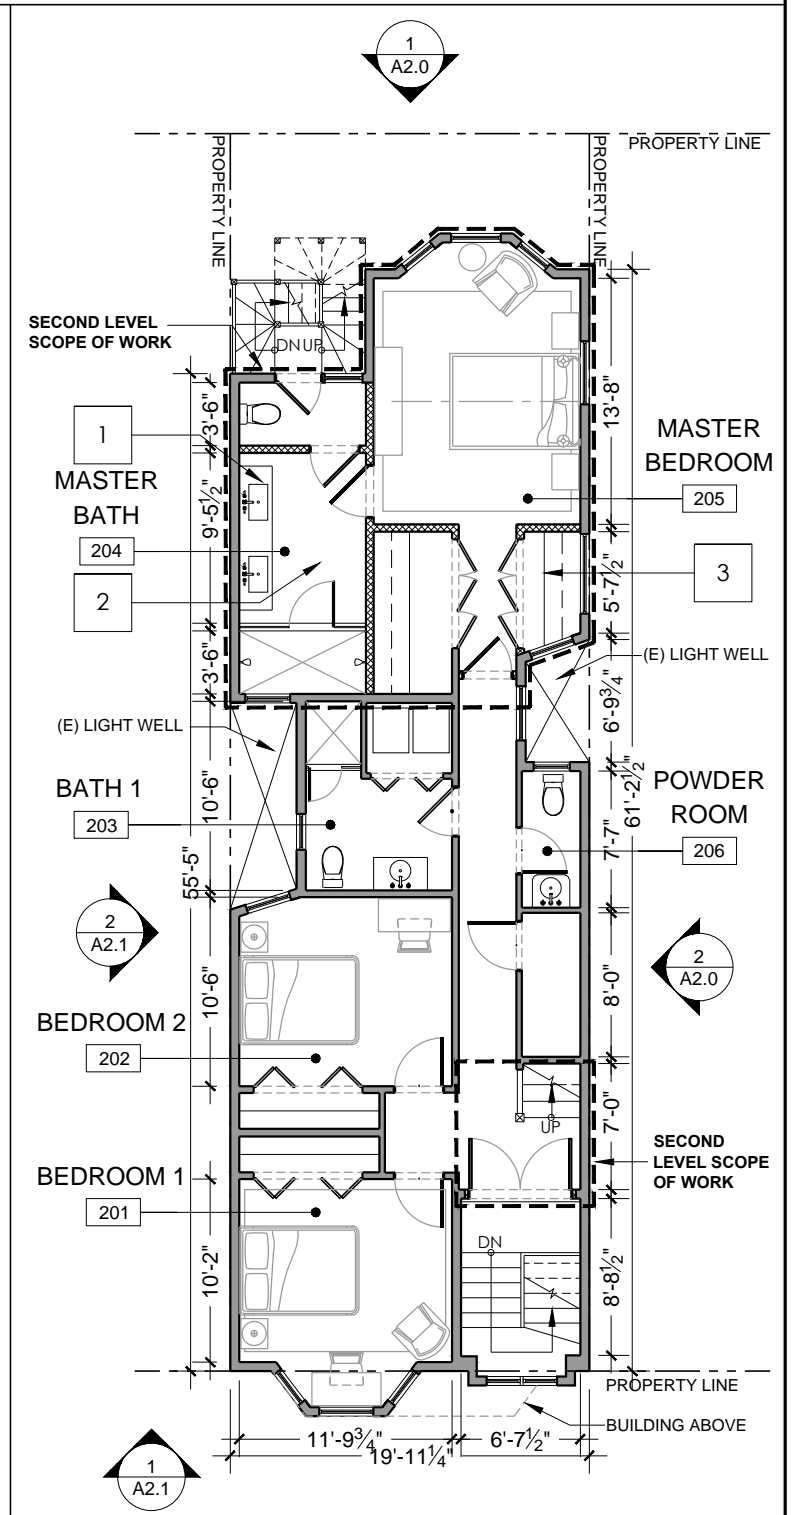 1
A2.0
PROPERTY LINE
PROPERTY LINE
PROPERTY LINE
SECOND LEVEL
SCOPE OF WORK
DN UP
1
3'-6"
13'-8"
MASTER
BATH
204
9'-5½"
MASTER
BEDROOM
205
2
3
5'-7½"
3'-6"
(E) LIGHT WELL
6'-9¾"
(E) LIGHT WELL
61'-2½"
BATH 1
203
10'-6"
POWDER
ROOM
206
7'-7"
55'-5"
2
A2.1
2
A2.0
10'-6"
8'-0"
BEDROOM 2
202
7'-0"
UP
SECOND
LEVEL SCOPE
OF WORK
BEDROOM 1
201
DN
10'-2"
8'-8½"
PROPERTY LINE
BUILDING ABOVE
11'-9¾"
6'-7½"
19'-11¼"
1
A2.1